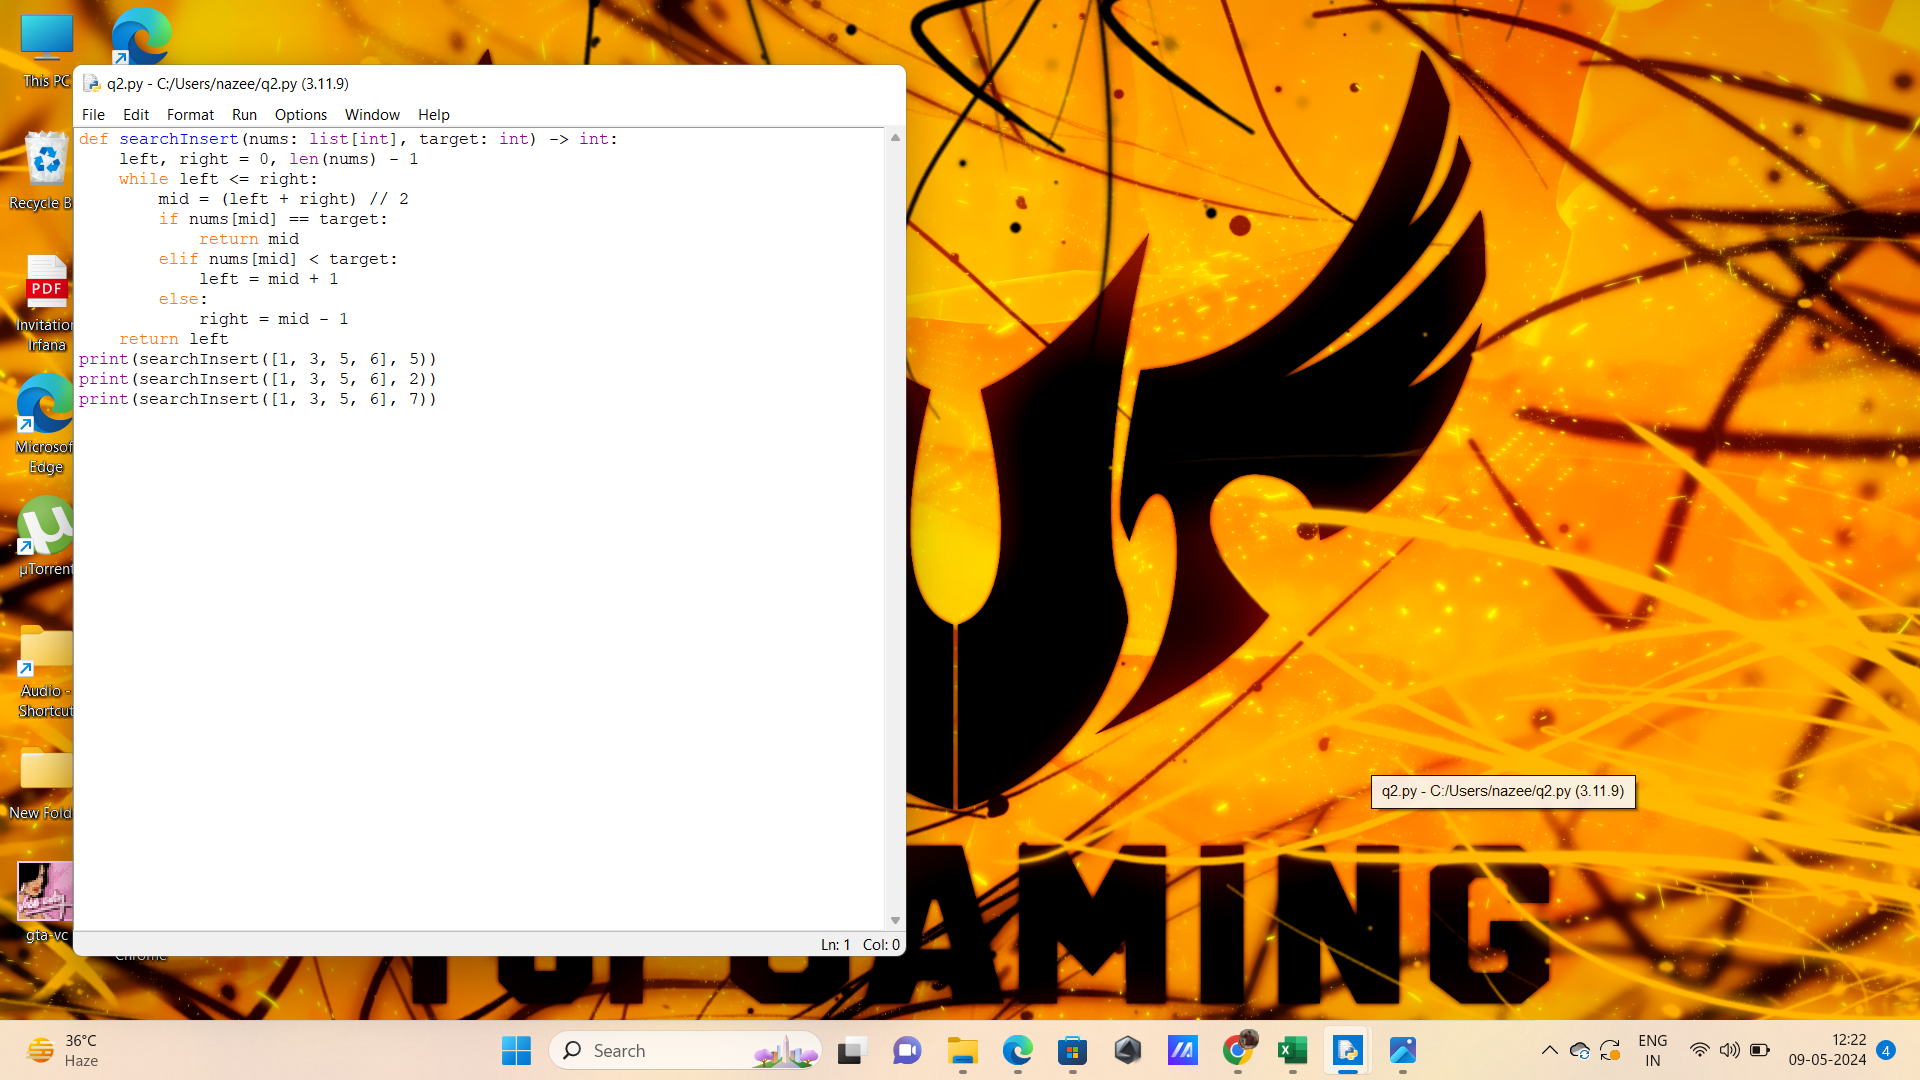 This PC
q2.py - C:/Users/nazee/q2.py (3.11.9)
File Edit Format Run Options Window Help
def searchInsert(nums: list[int], target: int) -> int:
    left, right = 0, len(nums) - 1
    while left <= right:
        mid = (left + right) // 2
        if nums[mid] == target:
            return mid
        elif nums[mid] < target:
            left = mid + 1
        else:
            right = mid - 1
    return left
print(searchInsert([1, 3, 5, 6], 5))
print(searchInsert([1, 3, 5, 6], 2))
print(searchInsert([1, 3, 5, 6], 7))
Ln: 1 Col: 0
Recycle B
PDF
Invitation
Irfana
Microsof
Edge
µTorrent
Audio -
Shortcut
New Fold
gta-vc
Chrome
q2.py - C:/Users/nazee/q2.py (3.11.9)
GAMING
36°C
Haze
Search
ENG
IN
12:22
09-05-2024
4